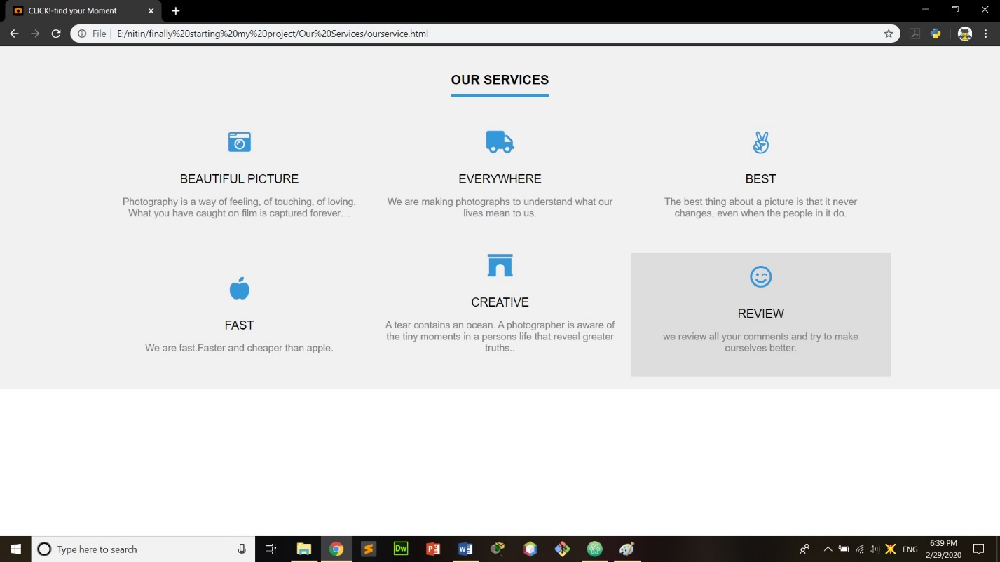 CLICK!-find your Moment
File | E:/nitin/finally%20starting%20my%20project/Our%20Services/ourservice.html
OUR SERVICES
BEAUTIFUL PICTURE
Photography is a way of feeling, of touching, of loving.
What you have caught on film is captured forever…
EVERYWHERE
We are making photographs to understand what our
lives mean to us.
BEST
The best thing about a picture is that it never
changes, even when the people in it do.
FAST
We are fast.Faster and cheaper than apple.
CREATIVE
A tear contains an ocean. A photographer is aware of
the tiny moments in a persons life that reveal greater
truths..
REVIEW
we review all your comments and try to make
ourselves better.
Type here to search
Dw
ENG
6:39 PM
2/29/2020